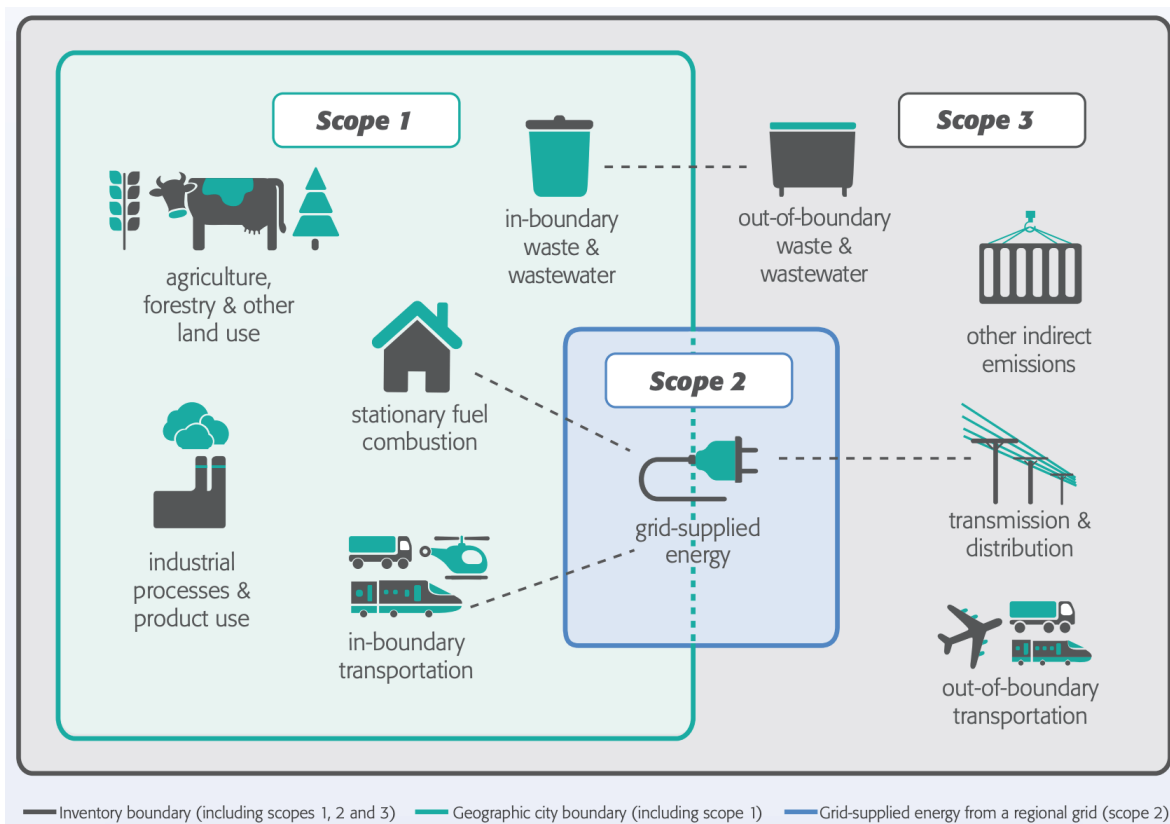 Scope 1
Scope 3
in-boundary
waste &
wastewater
out-of-boundary
waste &
wastewater
agriculture,
forestry & other
land use
other indirect
emissions
Scope 2
stationary fuel
combustion
grid-supplied
energy
transmission &
distribution
industrial
processes &
product use
in-boundary
transportation
out-of-boundary
transportation
Inventory boundary (including scopes 1, 2 and 3)
Geographic city boundary (including scope 1)
Grid-supplied energy from a regional grid (scope 2)